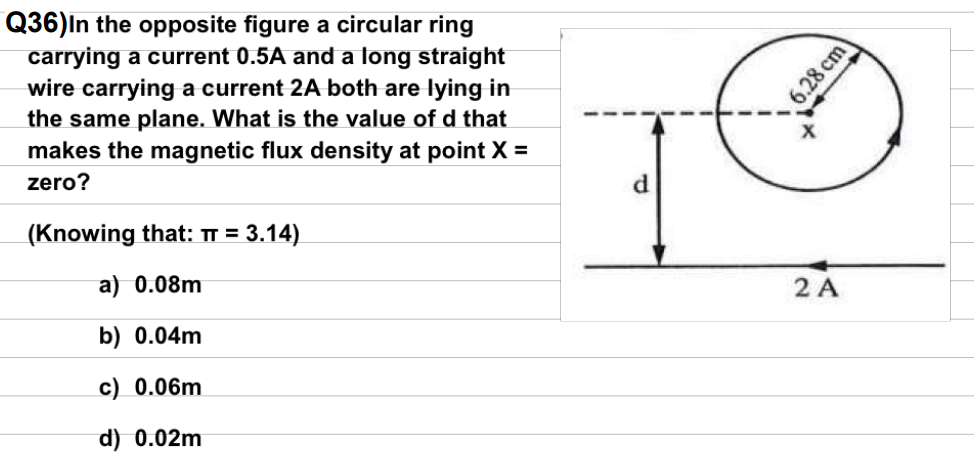 Q36)In the opposite figure a circular ring
carrying a current 0.5A and a long straight
wire carrying a current 2A both are lying in
the same plane. What is the value of d that
makes the magnetic flux density at point X =
zero?
(Knowing that: π = 3.14)
a) 0.08m
b) 0.04m
c) 0.06m
d) 0.02m
6.28 cm
X
d
2 A